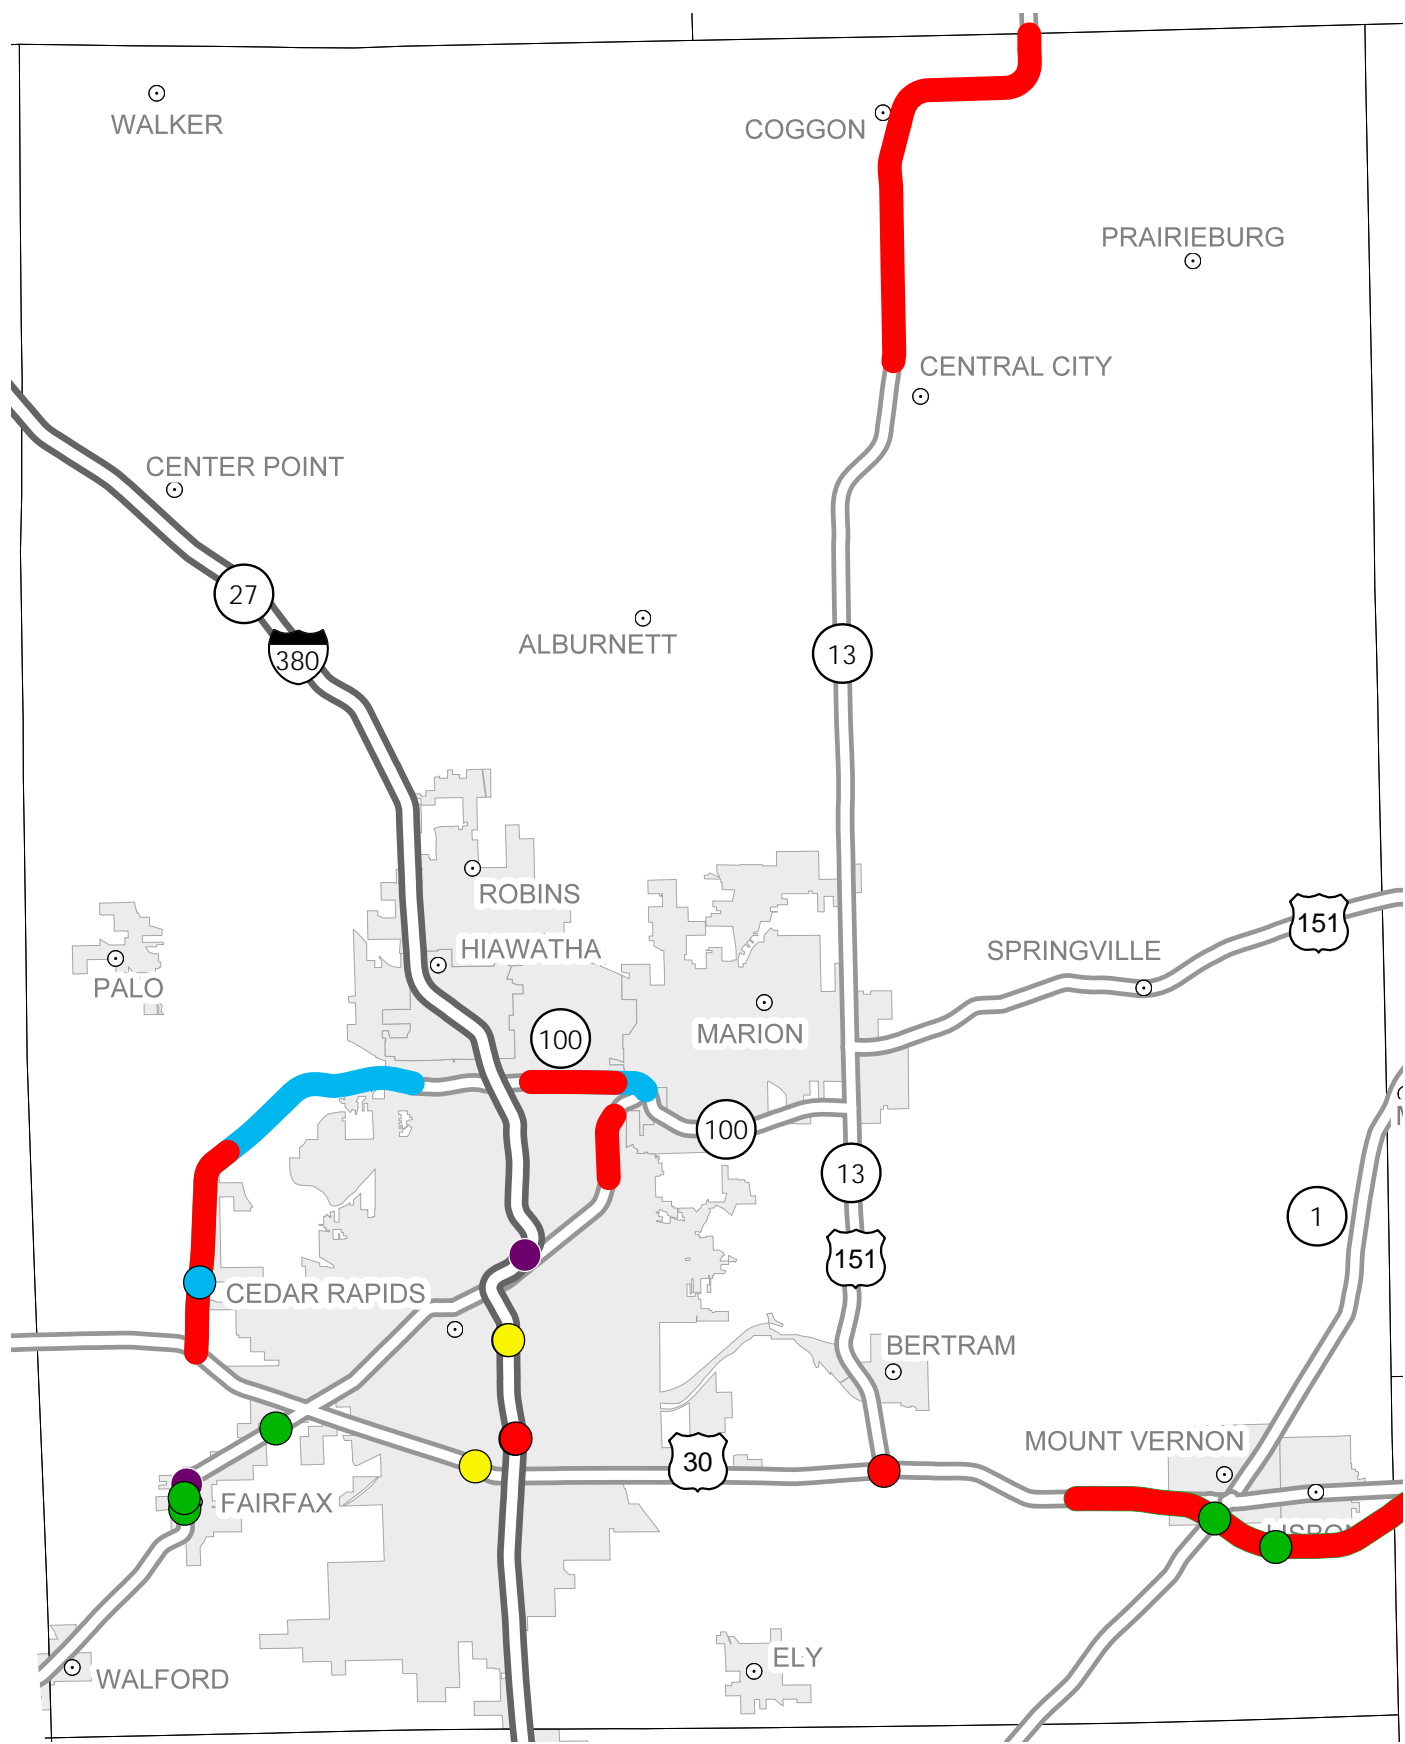 WALKER
COGGON
PRAIRIEBURG
CENTRAL CITY
CENTER POINT
27
ALBURNETT
13
380
ROBINS
151
HIAWATHA
SPRINGVILLE
PALO
MARION
100
100
13
1
151
CEDAR RAPIDS
BERTRAM
MOUNT VERNON
30
FAIRFAX
ELY
WALFORD